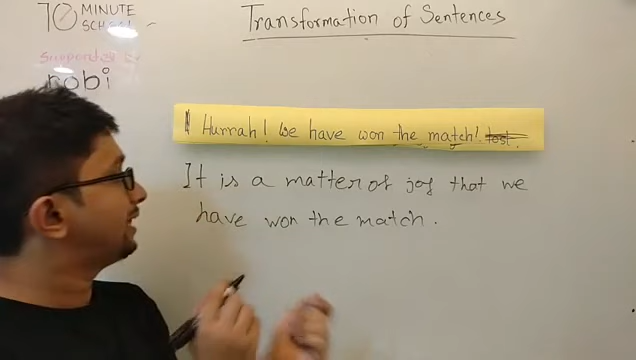 10 MINUTE
SCHOOL
Transformation of Sentences
Supported by
robi
Hurrah! We have won the match!
It is a matter of joy that we
have won the match.